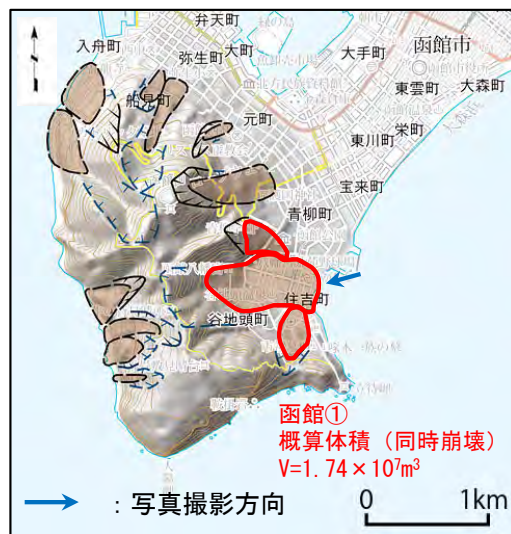 弁天町
入舟町
大町
弥生町
大手町
函館市
船見町
東雲町
大森町
元町
栄町
東川町
宝来町
青柳町
住吉町
谷地頭町
函館①
概算体積（同時崩壊）
V=1.74×10⁷m³
：写真撮影方向
0 1km